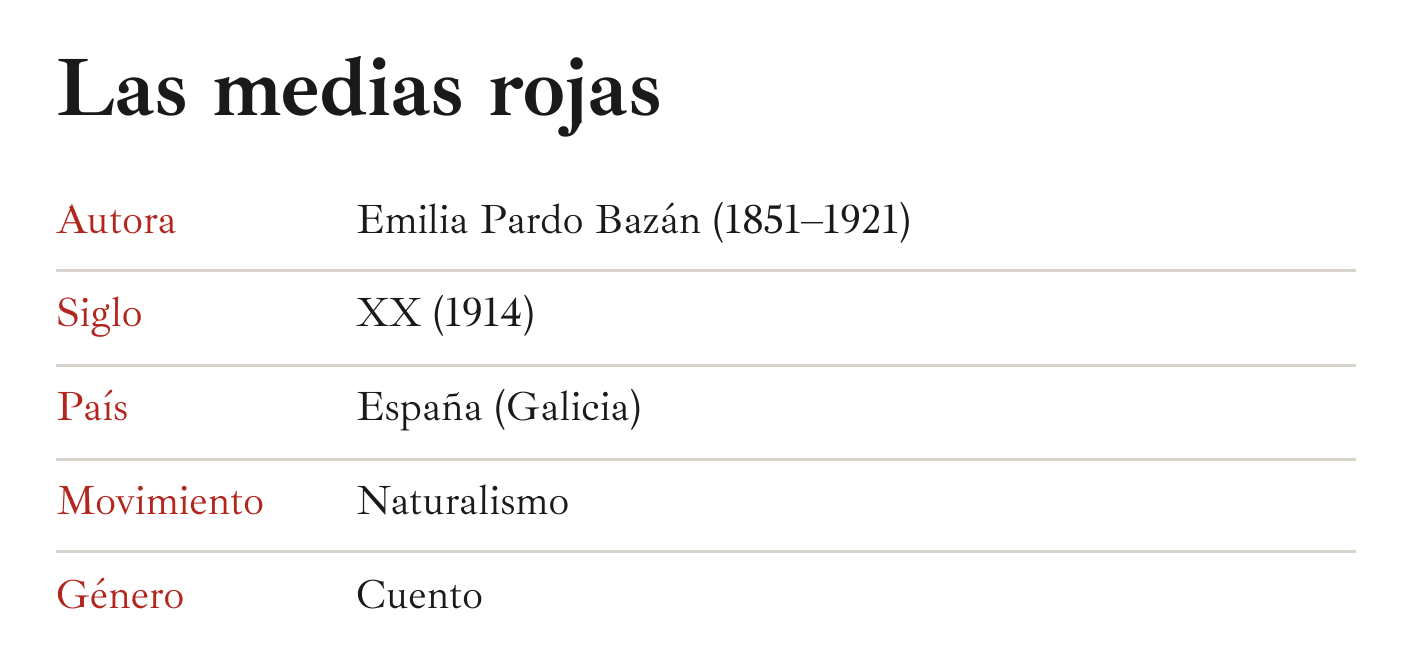 Las medias rojas
Autora Emilia Pardo Bazán (1851–1921)
Siglo XX (1914)
País España (Galicia)
Movimiento Naturalismo
Género Cuento